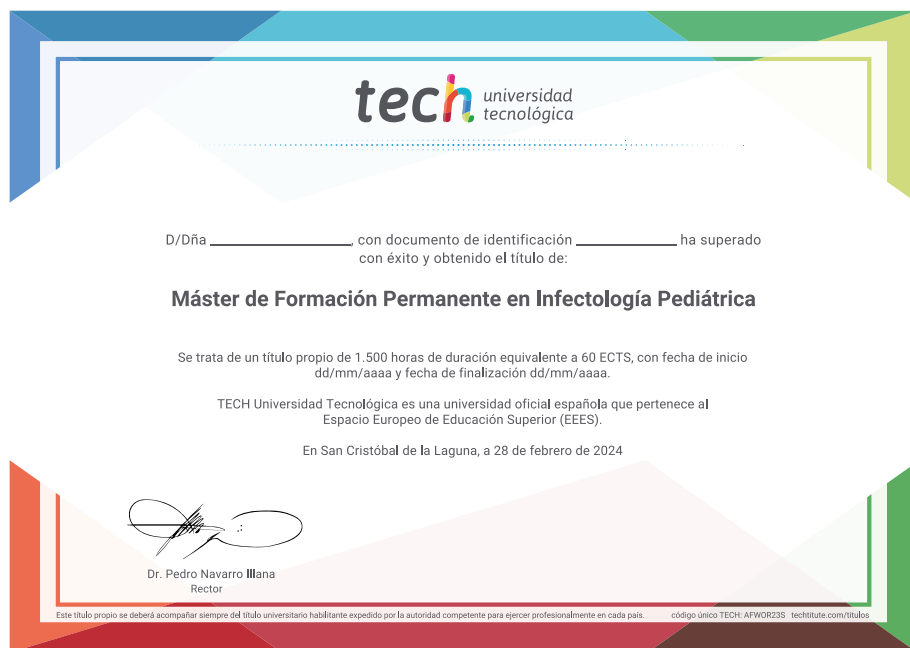 tech universidad
tecnológica
D/Dña ______________, con documento de identificación __________ ha superado
con éxito y obtenido el título de:
Máster de Formación Permanente en Infectología Pediátrica
Se trata de un título propio de 1.500 horas de duración equivalente a 60 ECTS, con fecha de inicio
dd/mm/aaaa y fecha de finalización dd/mm/aaaa.
TECH Universidad Tecnológica es una universidad oficial española que pertenece al
Espacio Europeo de Educación Superior (EEES).
En San Cristóbal de la Laguna, a 28 de febrero de 2024
Dr. Pedro Navarro Illana
Rector
Este título propio se deberá acompañar siempre del título universitario habilitante expedido por la autoridad competente para ejercer profesionalmente en cada país. código único TECH: AFWOR23S techtitute.com/titulos